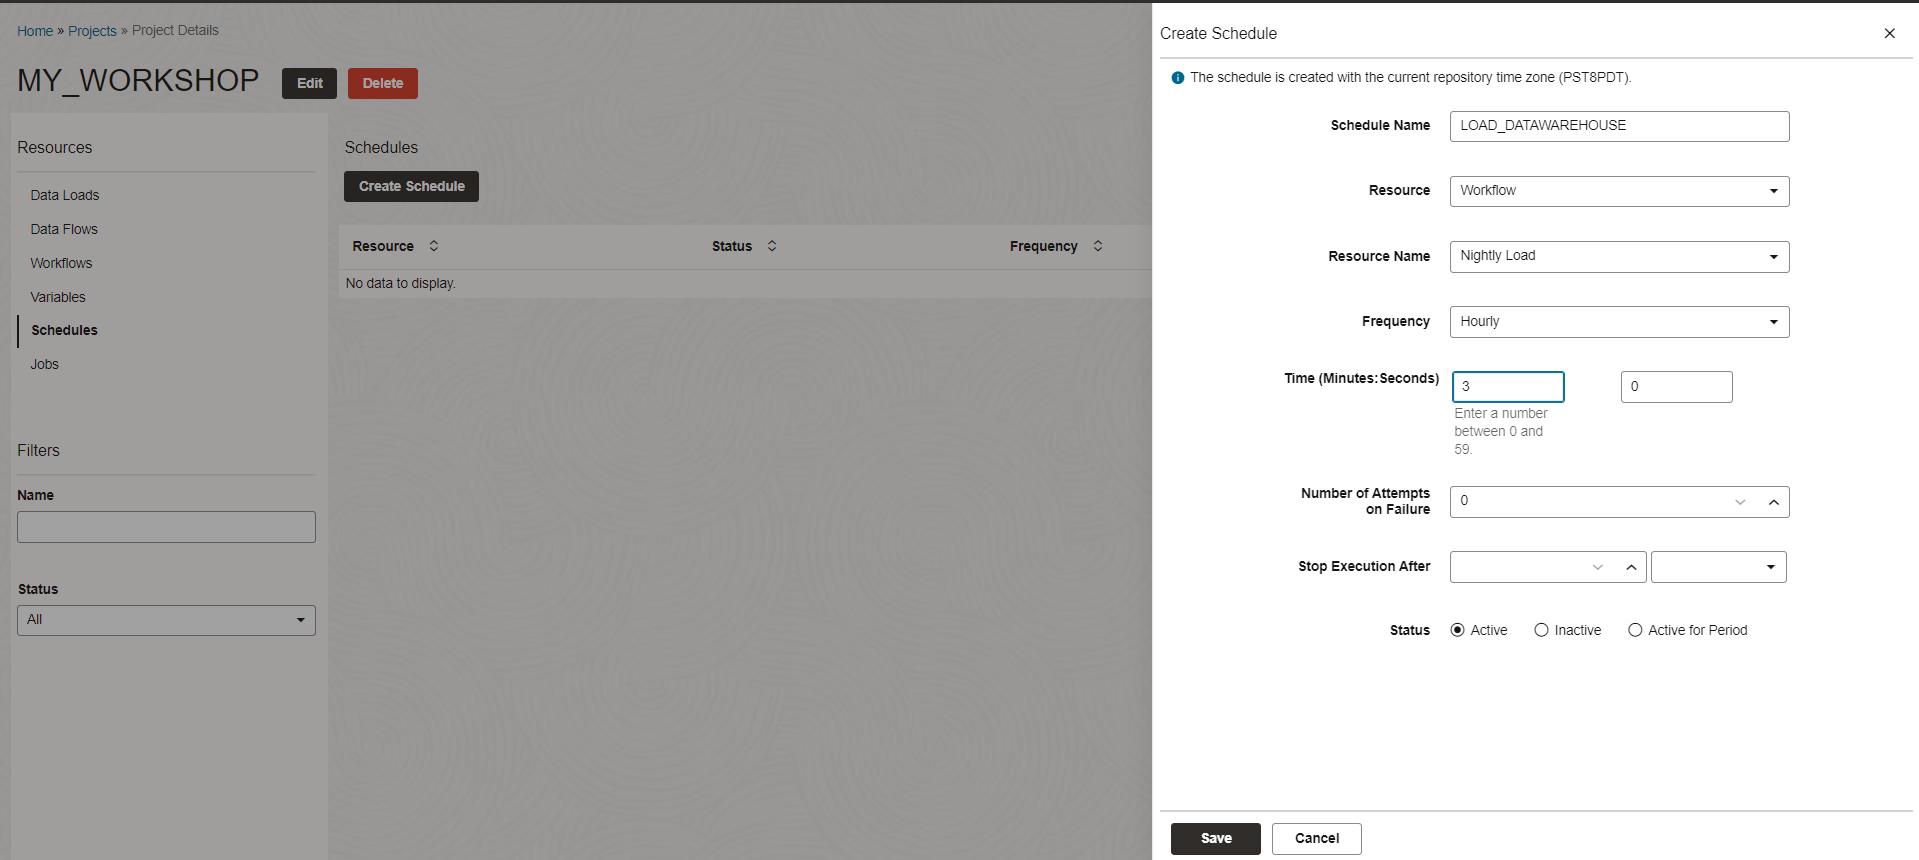 Home » Projects » Project Details
MY_WORKSHOP
Edit
Delete
Resources
Data Loads
Data Flows
Workflows
Variables
Schedules
Jobs
Filters
Name
Status
All
Schedules
Create Schedule
Resource Status Frequency
No data to display.
Create Schedule
The schedule is created with the current repository time zone (PST8PDT).
Schedule Name LOAD_DATAWAREHOUSE
Resource Workflow
Resource Name Nightly Load
Frequency Hourly
Time (Minutes:Seconds) 3 0
Enter a number
between 0 and
59.
Number of Attempts
on Failure 0
Stop Execution After
Status Active Inactive Active for Period
Save Cancel